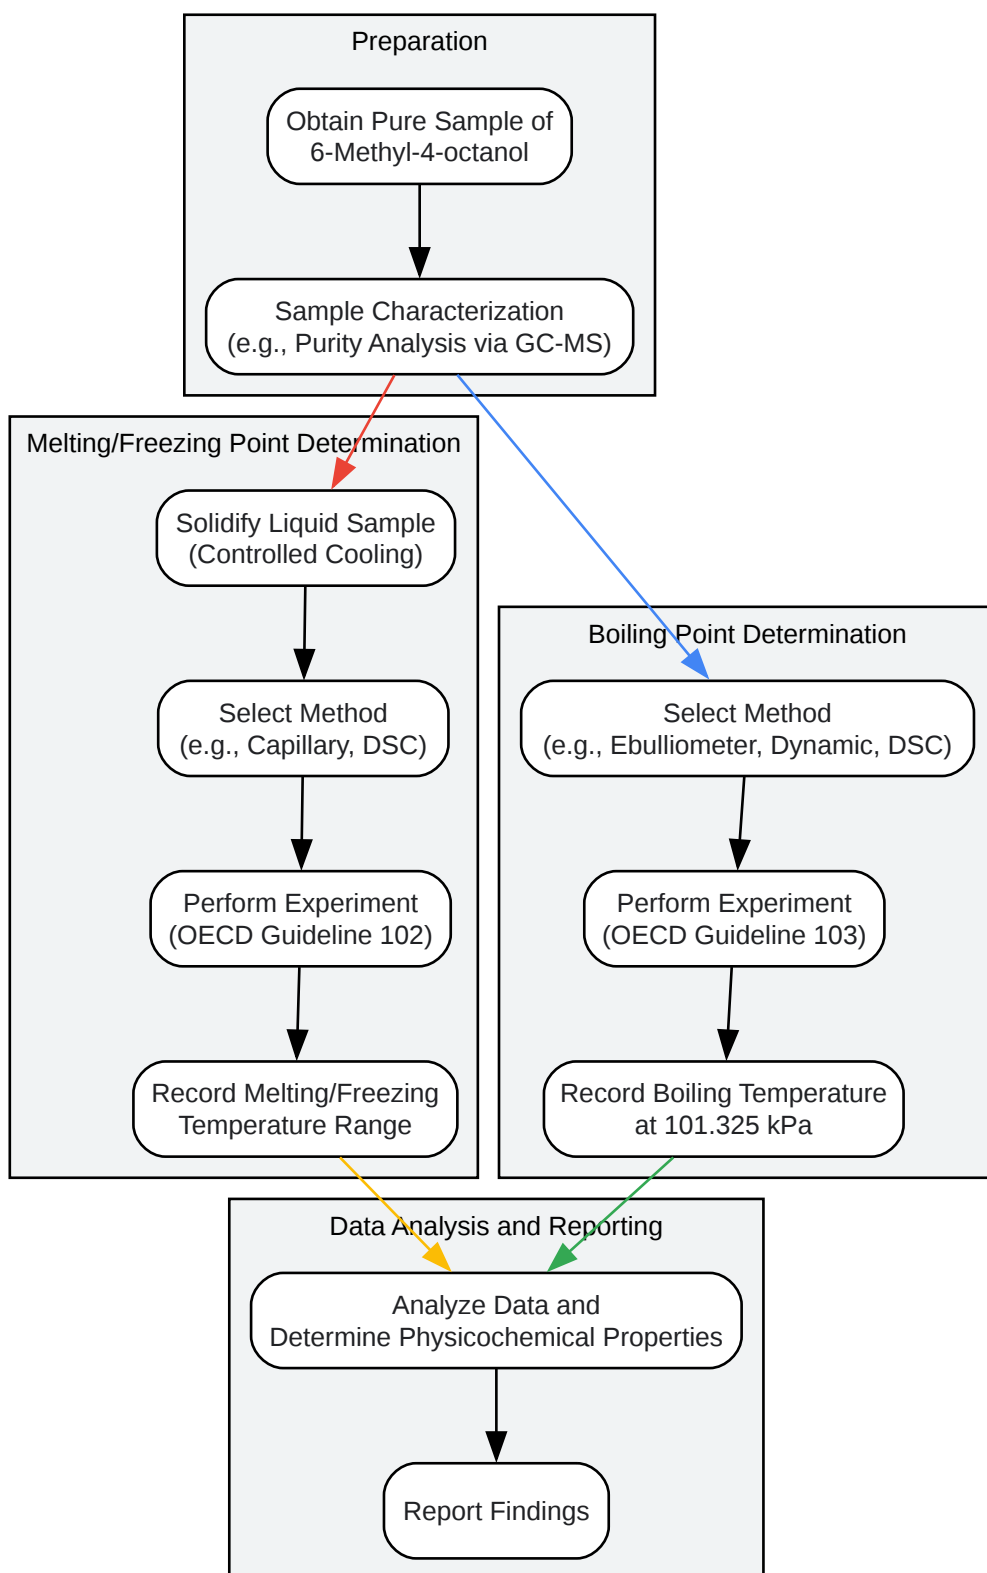 Preparation
Obtain Pure Sample of
6-Methyl-4-octanol
Sample Characterization
(e.g., Purity Analysis via GC-MS)
Melting/Freezing Point Determination
Solidify Liquid Sample
(Controlled Cooling)
Select Method
(e.g., Capillary, DSC)
Perform Experiment
(OECD Guideline 102)
Record Melting/Freezing
Temperature Range
Boiling Point Determination
Select Method
(e.g., Ebulliometer, Dynamic, DSC)
Perform Experiment
(OECD Guideline 103)
Record Boiling Temperature
at 101.325 kPa
Data Analysis and Reporting
Analyze Data and
Determine Physicochemical Properties
Report Findings